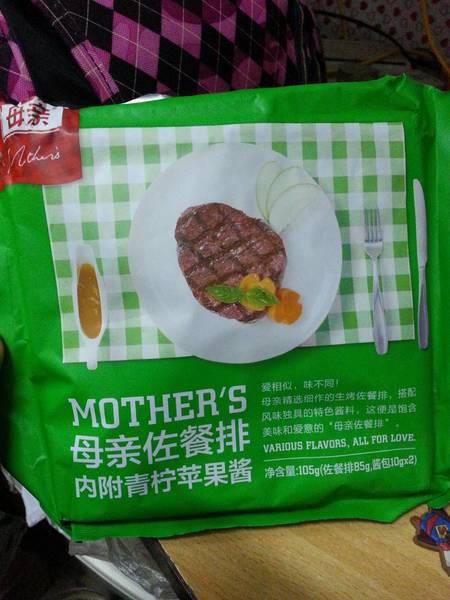 母亲
Mother's
MOTHER'S
母亲佐餐排
内附青柠苹果酱
爱相似，味不同！
母亲精选细作的生烤佐餐排，搭配
风味独具的特色酱料，这便是饱含
美味和爱意的“母亲佐餐排”。
VARIOUS FLAVORS, ALL FOR LOVE.
净含量:105g(佐餐排85g,酱包10gx2)